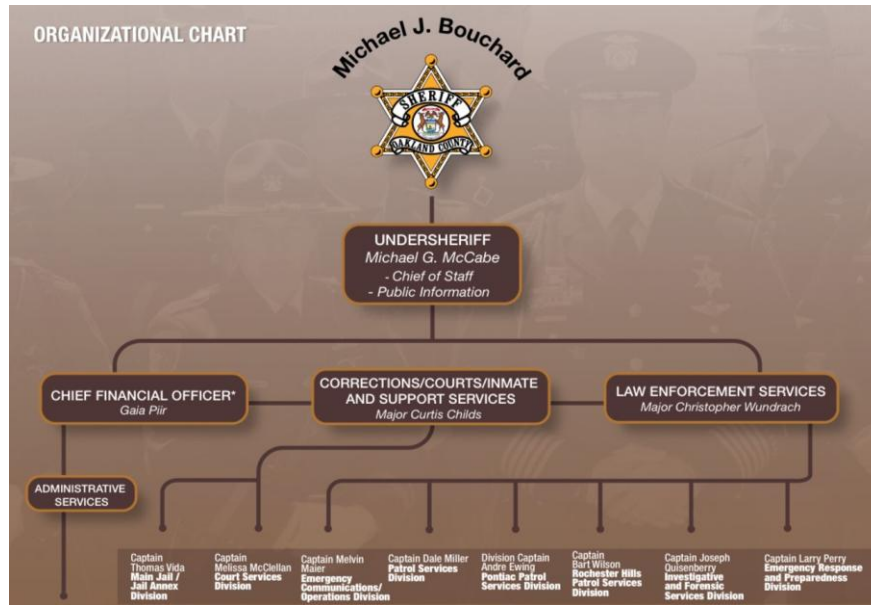 ORGANIZATIONAL CHART
Michael J. Bouchard
SHERIFF
OAKLAND COUNTY
UNDERSHERIFF
Michael G. McCabe
- Chief of Staff
- Public Information
CHIEF FINANCIAL OFFICER*
Gaia Piir
CORRECTIONS/COURTS/INMATE
AND SUPPORT SERVICES
Major Curtis Childs
LAW ENFORCEMENT SERVICES
Major Christopher Wundrach
ADMINISTRATIVE
SERVICES
Captain
Thomas Vida
Main Jail /
Jail Annex
Division
Captain
Melissa McClellan
Court Services
Division
Captain Melvin
Maier
Emergency
Communications/
Operations Division
Captain Dale Miller
Patrol Services
Division
Division Captain
Andre Ewing
Pontiac Patrol
Services Division
Captain
Bart Wilson
Rochester Hills
Patrol Services
Division
Captain Joseph
Quisenberry
Investigative
and Forensic
Services Division
Captain Larry Perry
Emergency Response
and Preparedness
Division